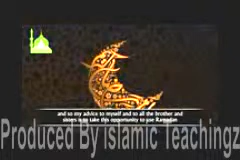 and so my advice to myself and to all the brother and
sisters is to take this opportunity to use Ramadan
Produced By Islamic Teachingz